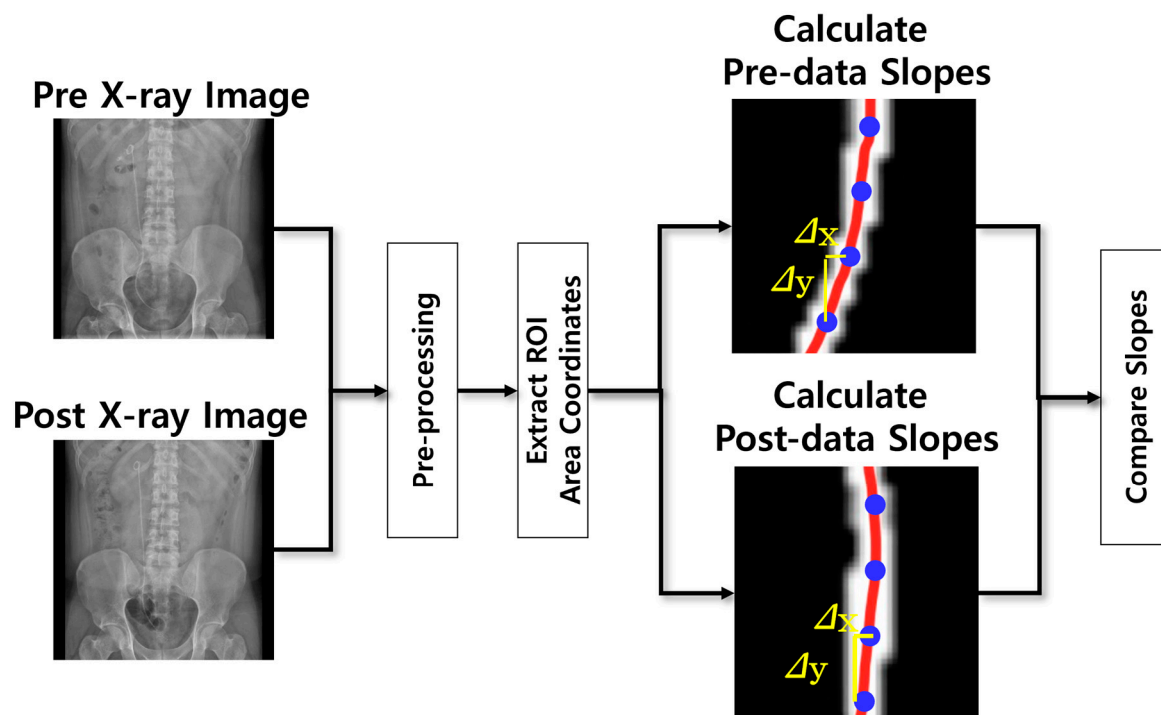 Pre X-ray Image
Post X-ray Image
Pre-processing
Extract ROI
Area Coordinates
Calculate
Pre-data Slopes
Δx
Δy
Calculate
Post-data Slopes
Δx
Δy
Compare Slopes